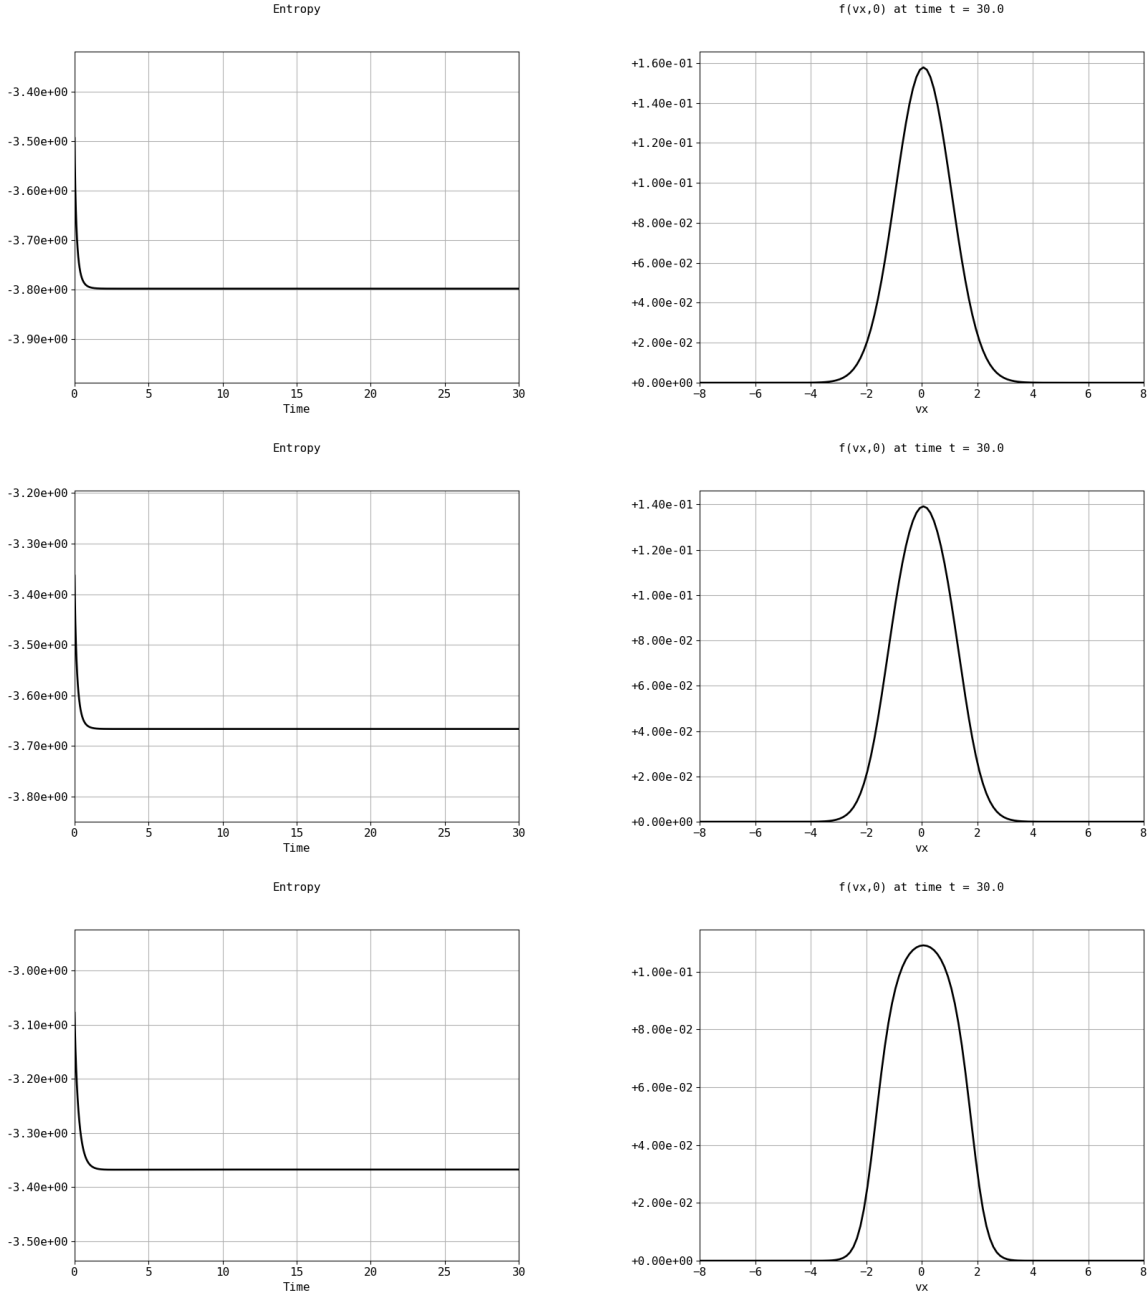 Entropy
-3.40e+00
-3.50e+00
-3.60e+00
-3.70e+00
-3.80e+00
-3.90e+00
0 5 10 15 20 25 30
Time
f(vx,0) at time t = 30.0
+1.60e-01
+1.40e-01
+1.20e-01
+1.00e-01
+8.00e-02
+6.00e-02
+4.00e-02
+2.00e-02
+0.00e+00
−8 −6 −4 −2 0 2 4 6 8
vx
Entropy
-3.20e+00
-3.30e+00
-3.40e+00
-3.50e+00
-3.60e+00
-3.70e+00
-3.80e+00
0 5 10 15 20 25 30
Time
f(vx,0) at time t = 30.0
+1.40e-01
+1.20e-01
+1.00e-01
+8.00e-02
+6.00e-02
+4.00e-02
+2.00e-02
+0.00e+00
−8 −6 −4 −2 0 2 4 6 8
vx
Entropy
-3.00e+00
-3.10e+00
-3.20e+00
-3.30e+00
-3.40e+00
-3.50e+00
0 5 10 15 20 25 30
Time
f(vx,0) at time t = 30.0
+1.00e-01
+8.00e-02
+6.00e-02
+4.00e-02
+2.00e-02
+0.00e+00
−8 −6 −4 −2 0 2 4 6 8
vx